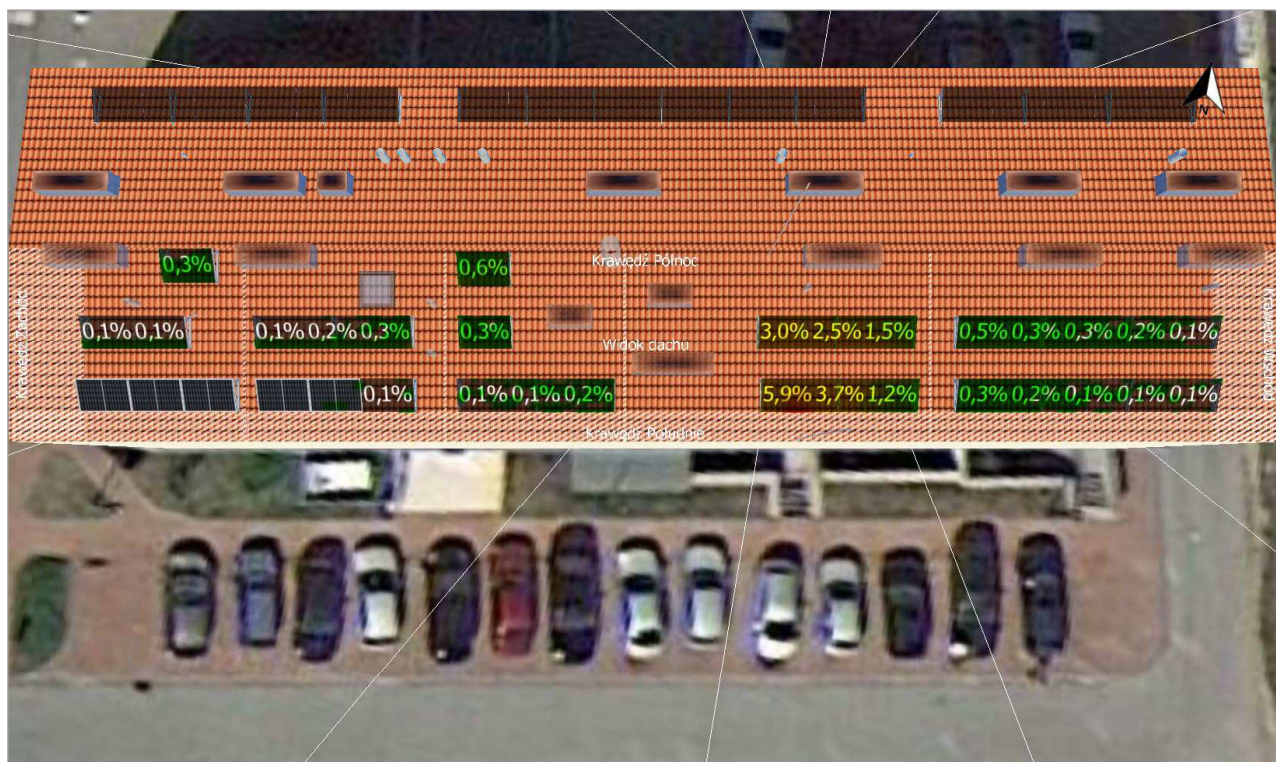 N
Krawędź Północ
0,3% 0,6%
0,1% 0,1% 0,1% 0,2% 0,3% 0,3% 3,0% 2,5% 1,5% 0,5% 0,3% 0,3% 0,2% 0,1%
Widok dachu
0,1% 0,1% 0,1% 0,2% 5,9% 3,7% 1,2% 0,3% 0,2% 0,1% 0,1% 0,1%
Krawędź Południe
Krawędź Zachód
Krawędź Wschód